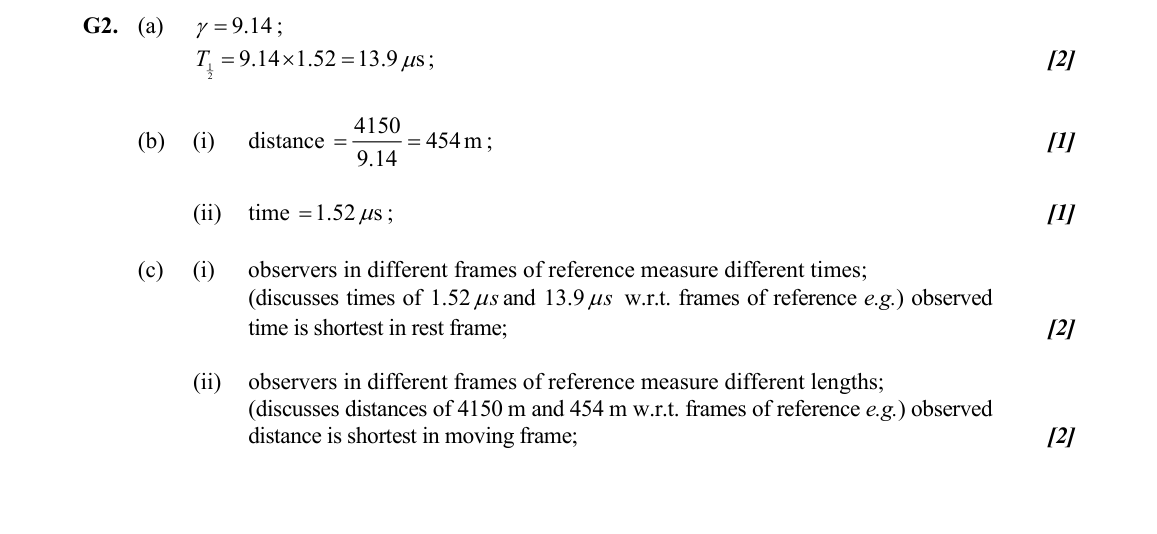 G2. (a) γ = 9.14 ;
T½ = 9.14×1.52 = 13.9 μs ; [2]
(b) (i) distance = 4150/9.14 = 454 m ; [1]
(ii) time = 1.52 μs ; [1]
(c) (i) observers in different frames of reference measure different times;
(discusses times of 1.52 μs and 13.9 μs w.r.t. frames of reference e.g.) observed
time is shortest in rest frame; [2]
(ii) observers in different frames of reference measure different lengths;
(discusses distances of 4150 m and 454 m w.r.t. frames of reference e.g.) observed
distance is shortest in moving frame; [2]